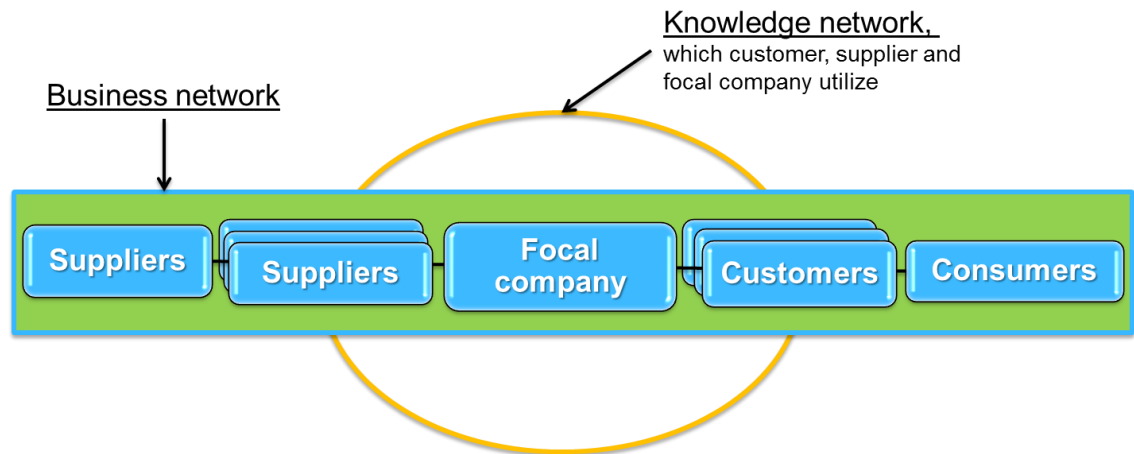 Knowledge network,
which customer, supplier and
focal company utilize
Business network
Suppliers
Suppliers
Focal
company
Customers
Consumers